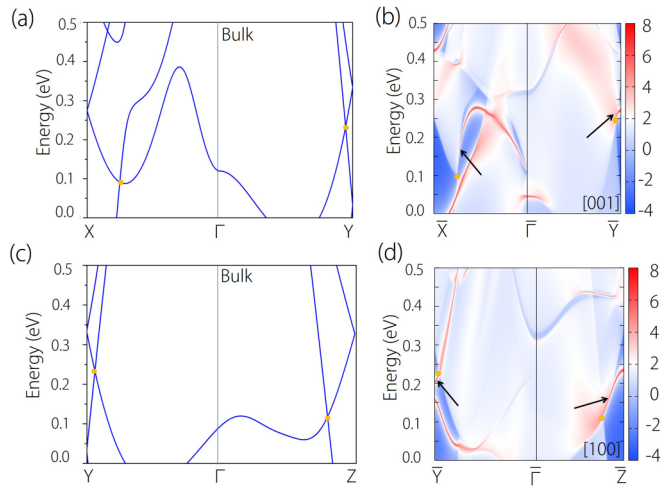 (a)
Bulk
Energy (eV)
0.5
0.4
0.3
0.2
0.1
0.0
X
Γ
Y
(b)
Energy (eV)
0.5
0.4
0.3
0.2
0.1
0.0
X̅
Γ̅
Y̅
[001]
8
6
4
2
0
-2
-4
(c)
Bulk
Energy (eV)
0.5
0.4
0.3
0.2
0.1
0.0
Y
Γ
Z
(d)
Energy (eV)
0.5
0.4
0.3
0.2
0.1
0.0
Y̅
Γ̅
Z̅
[100]
8
6
4
2
0
-2
-4